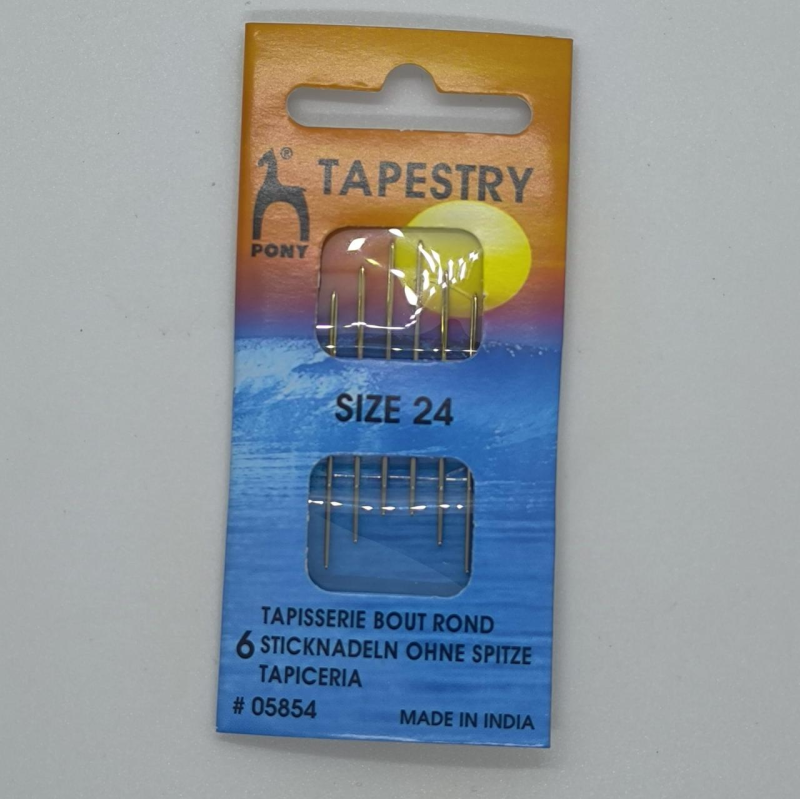 ®
TAPESTRY
PONY
SIZE 24
TAPISSERIE BOUT ROND
6 STICKNADELN OHNE SPITZE
TAPICERIA
# 05854
MADE IN INDIA